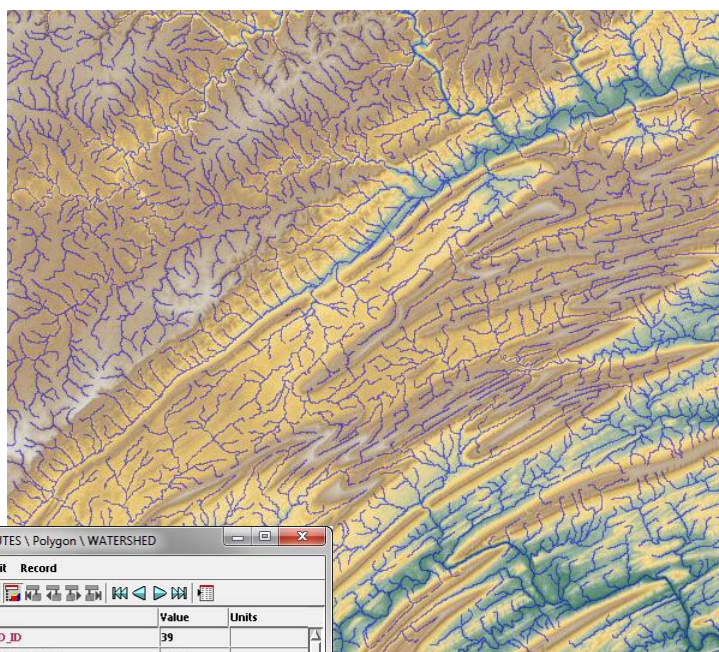 UTES \ Polygon \ WATERSHED
it Record
Value Units
D_ID 39